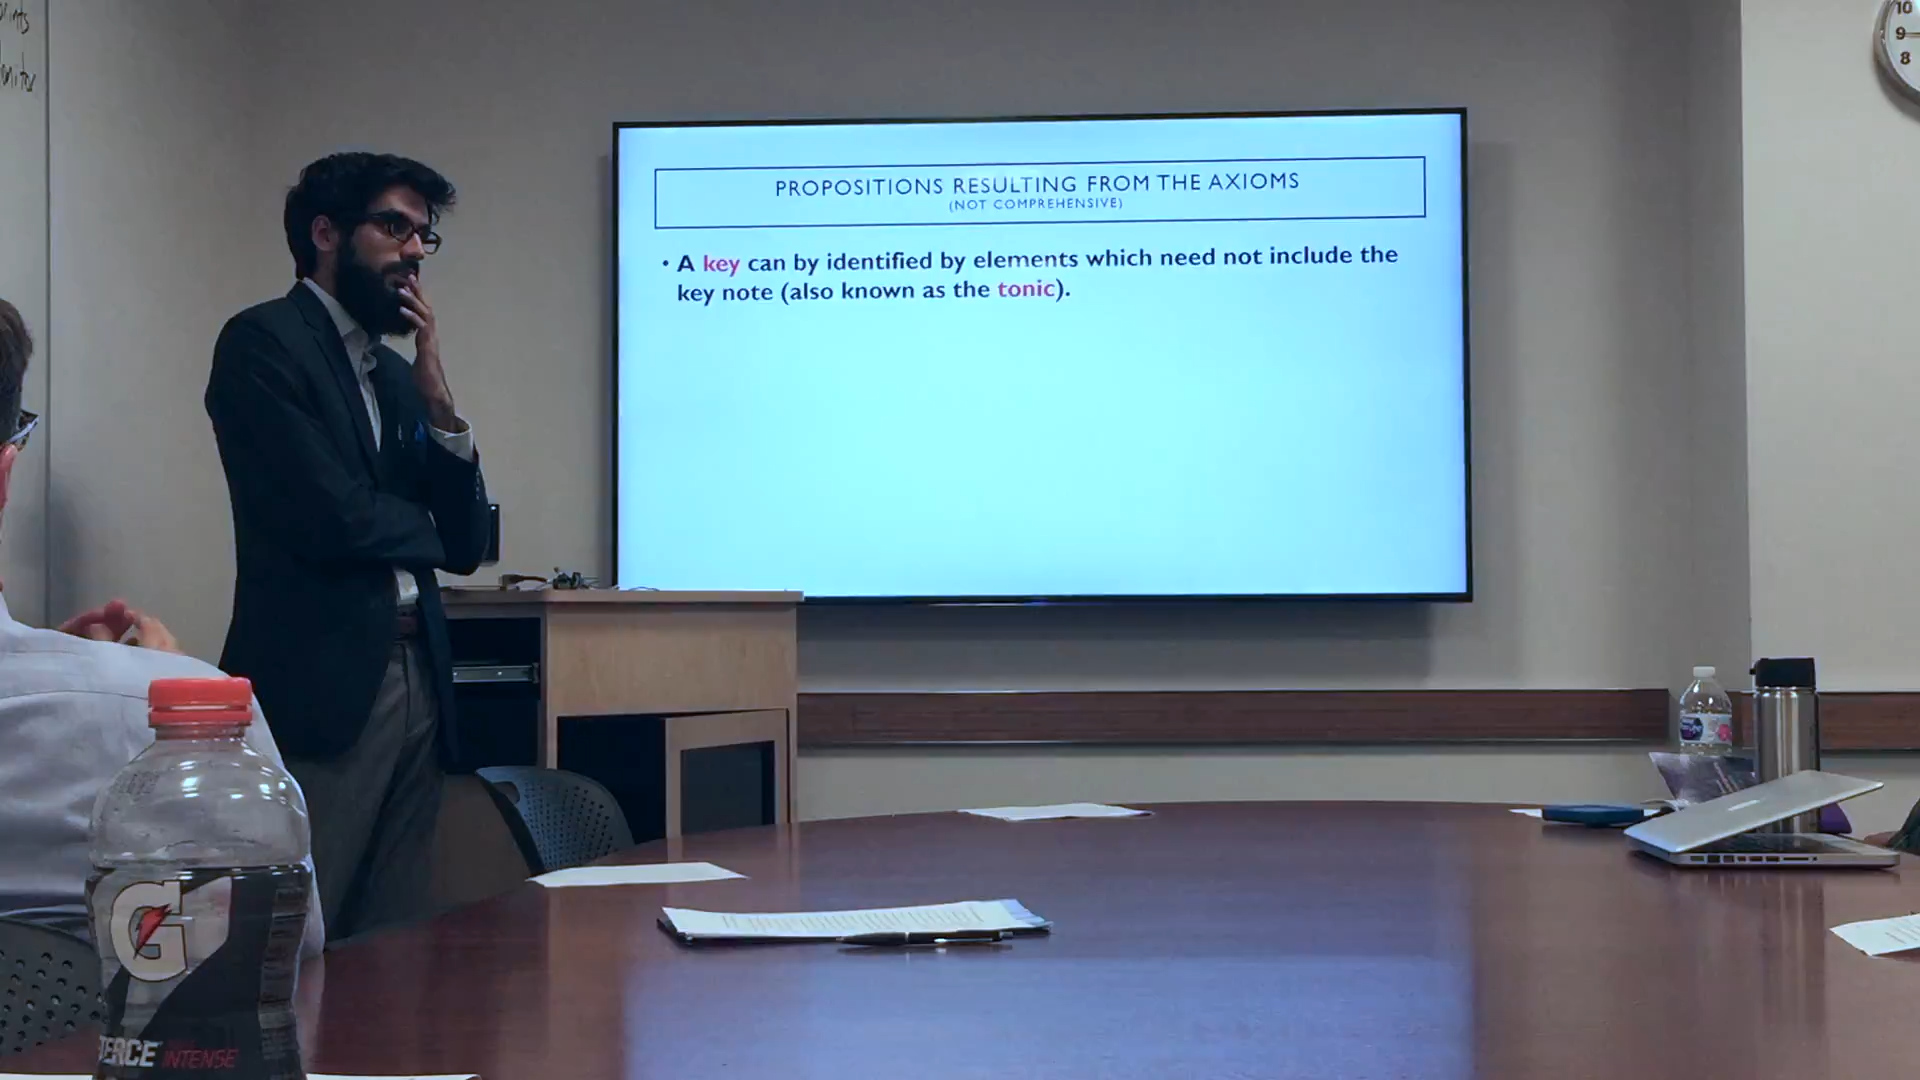 10
9
8
PROPOSITIONS RESULTING FROM THE AXIOMS
(NOT COMPREHENSIVE)
• A key can by identified by elements which need not include the
key note (also known as the tonic).
G
INTENSE